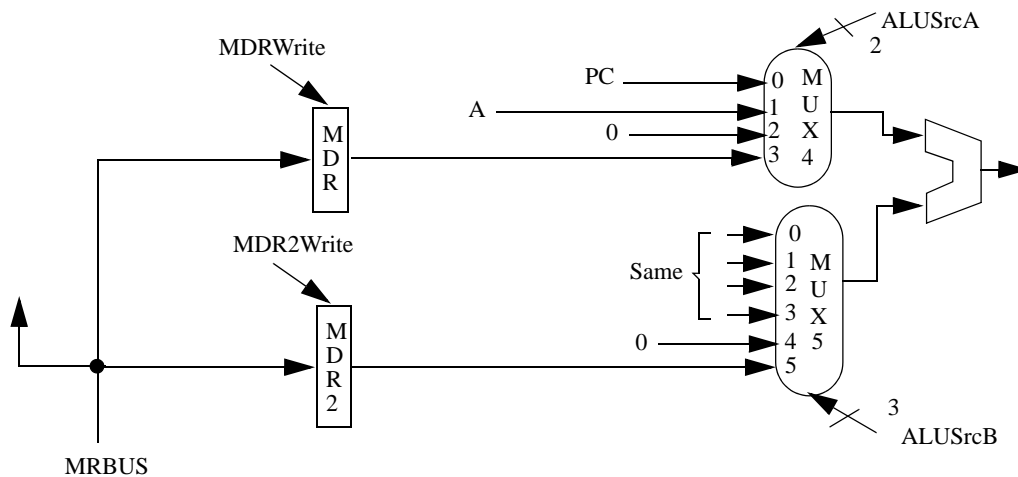 ALUSrcA
2
MDRWrite
PC
0
M
A
1
U
0
2
X
3
4
M
D
R
MDR2Write
Same
0
1
M
2
U
3
X
0
4
5
5
M
D
R
2
3
ALUSrcB
MRBUS